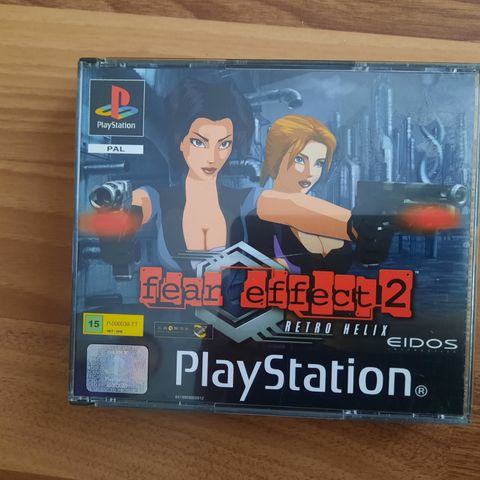 PlayStation
PAL
fear effect 2
RETRO HELIX
EIDOS
15
PlayStation®